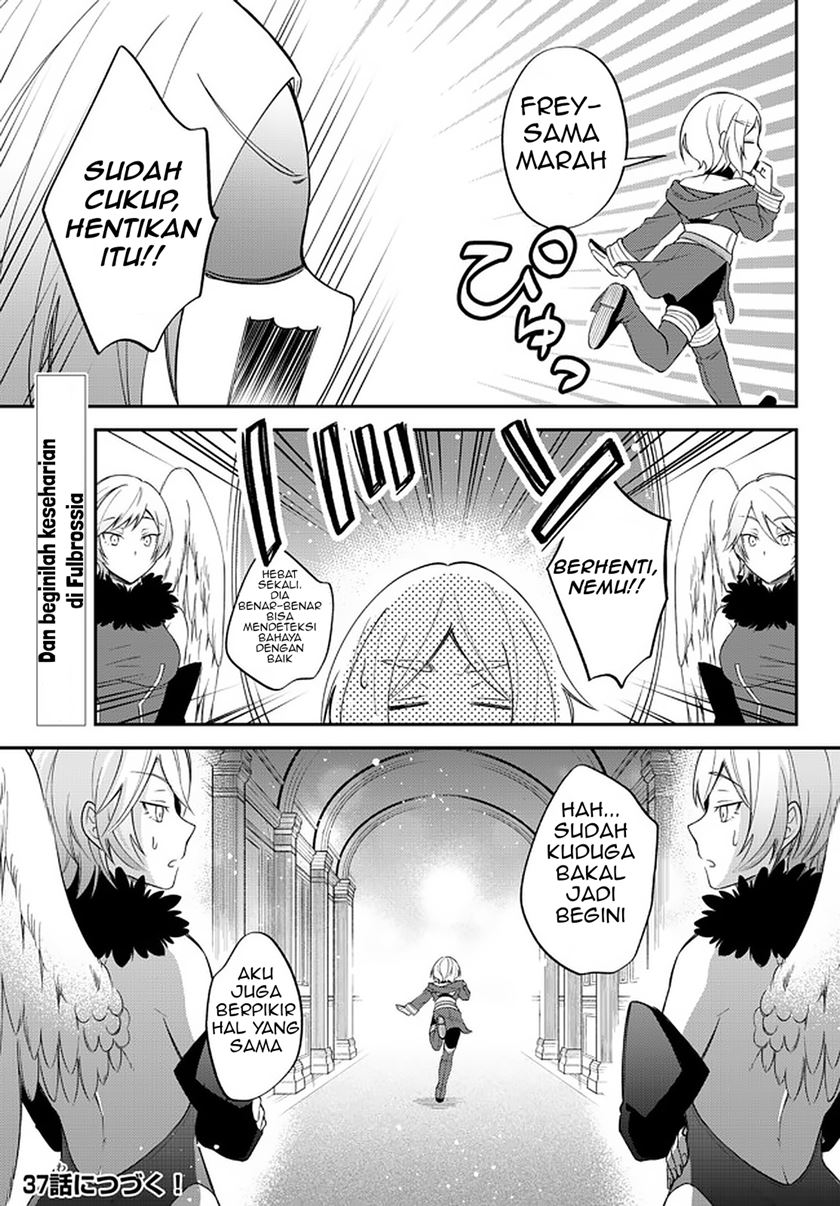 FREY-
SAMA
MARAH
ぴゅっ
SUDAH
CUKUP,
HENTIKAN
ITU!!
BERHENTI,
NEMU!!
HEBAT
SEKALI,
DIA
BENAR-BENAR
BISA
MENDETEKSI
BAHAYA
DENGAN
BAIK
Dan beginilah keseharian
di Fulbrossia
HAH...
SUDAH
KUDUGA
BAKAL
JADI
BEGINI
AKU
JUGA
BERPIKIR
HAL YANG
SAMA
37話につづく！